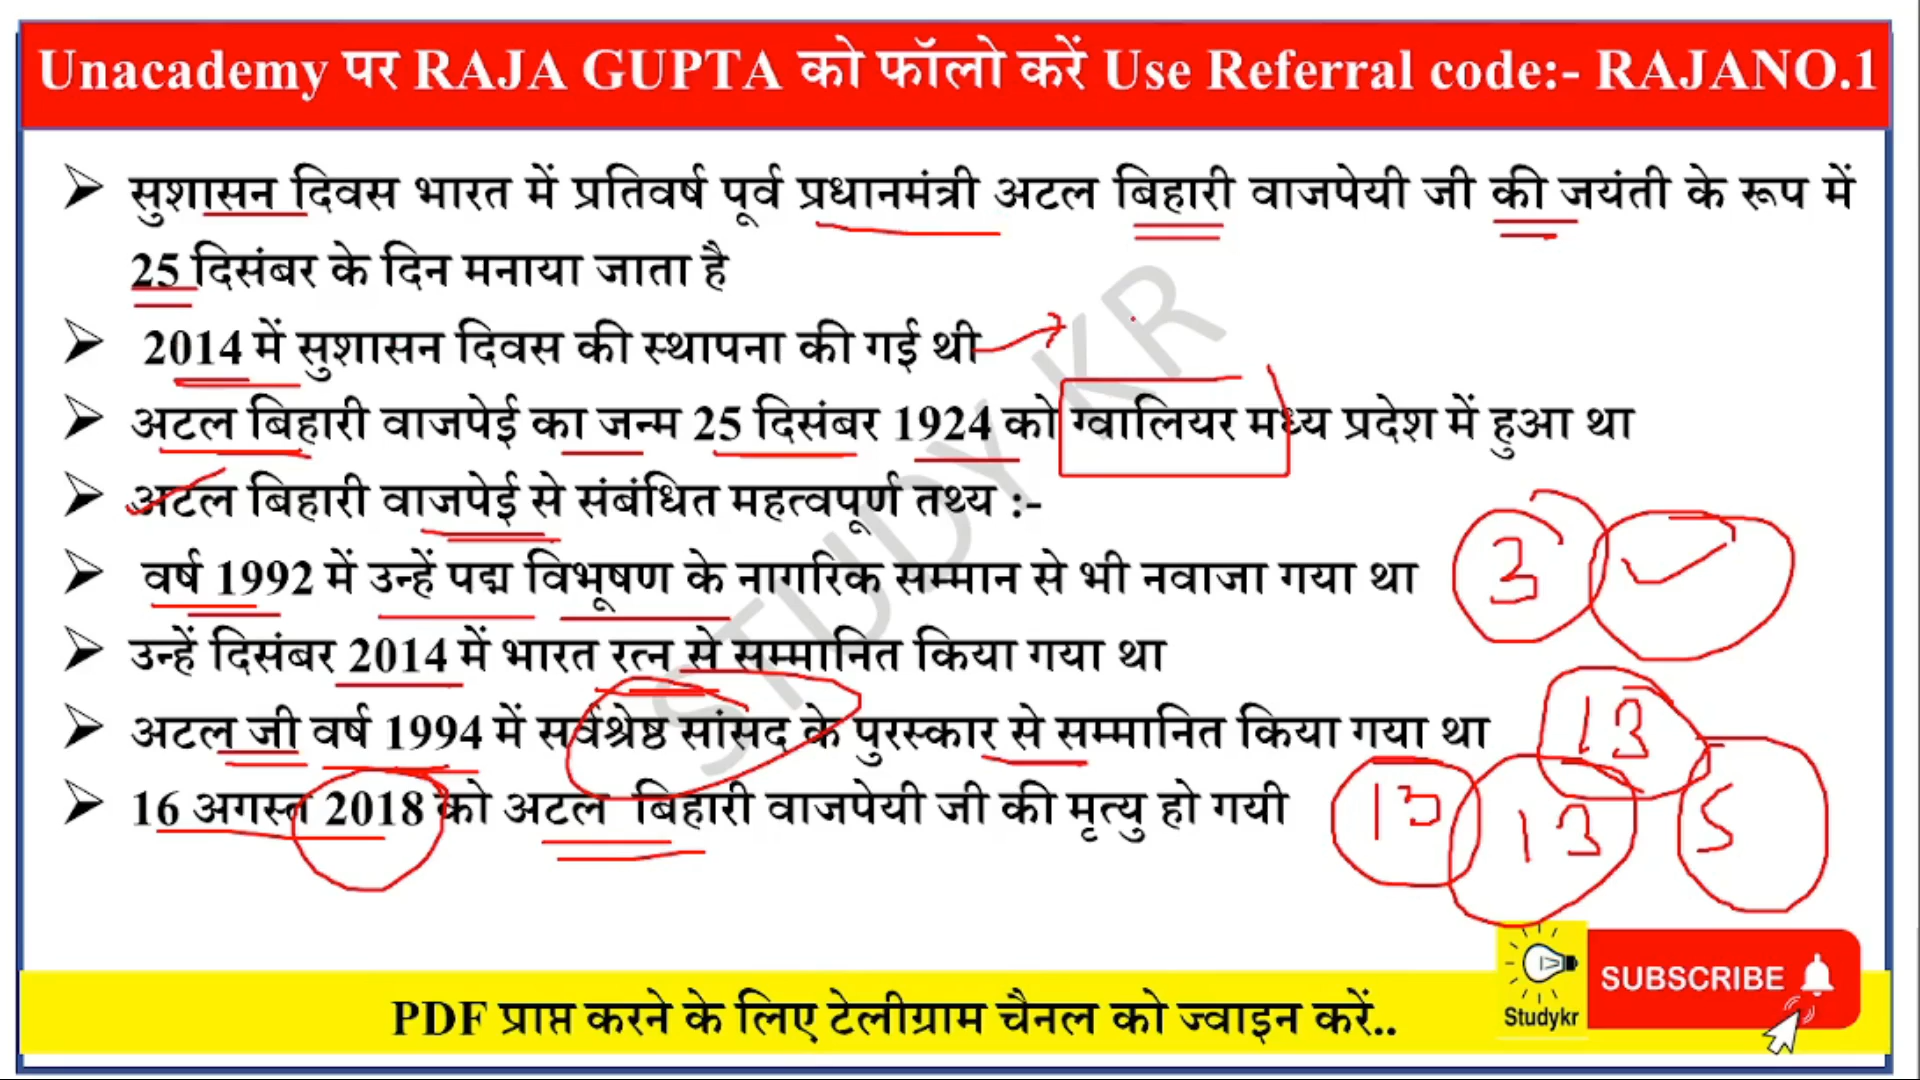 Unacademy पर RAJA GUPTA को फॉलो करें Use Referral code:- RAJANO.1
➤ सुशासन दिवस भारत में प्रतिवर्ष पूर्व प्रधानमंत्री अटल बिहारी वाजपेयी जी की जयंती के रूप में
25 दिसंबर के दिन मनाया जाता है
➤ 2014 में सुशासन दिवस की स्थापना की गई थी
➤ अटल बिहारी वाजपेई का जन्म 25 दिसंबर 1924 को ग्वालियर मध्य प्रदेश में हुआ था
➤ अटल बिहारी वाजपेई से संबंधित महत्वपूर्ण तथ्य :-
➤ वर्ष 1992 में उन्हें पद्म विभूषण के नागरिक सम्मान से भी नवाजा गया था
3
➤ उन्हें दिसंबर 2014 में भारत रत्न से सम्मानित किया गया था
➤ अटल जी वर्ष 1994 में सर्वश्रेष्ठ सांसद के पुरस्कार से सम्मानित किया गया था
13
➤ 16 अगस्त 2018 को अटल बिहारी वाजपेयी जी की मृत्यु हो गयी
13 5
STUDY KR
Studykr
SUBSCRIBE
PDF प्राप्त करने के लिए टेलीग्राम चैनल को ज्वाइन करें..